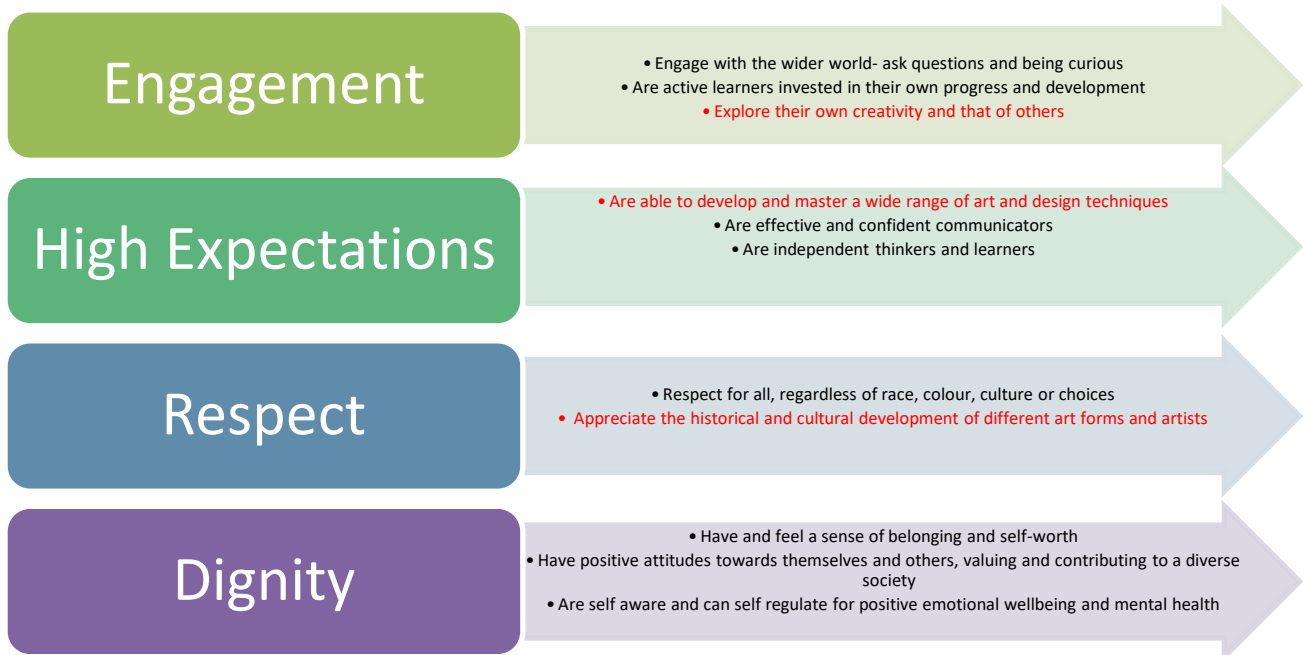 Engagement
• Engage with the wider world- ask questions and being curious
• Are active learners invested in their own progress and development
• Explore their own creativity and that of others
High Expectations
• Are able to develop and master a wide range of art and design techniques
• Are effective and confident communicators
• Are independent thinkers and learners
Respect
• Respect for all, regardless of race, colour, culture or choices
• Appreciate the historical and cultural development of different art forms and artists
Dignity
• Have and feel a sense of belonging and self-worth
• Have positive attitudes towards themselves and others, valuing and contributing to a diverse
society
• Are self aware and can self regulate for positive emotional wellbeing and mental health